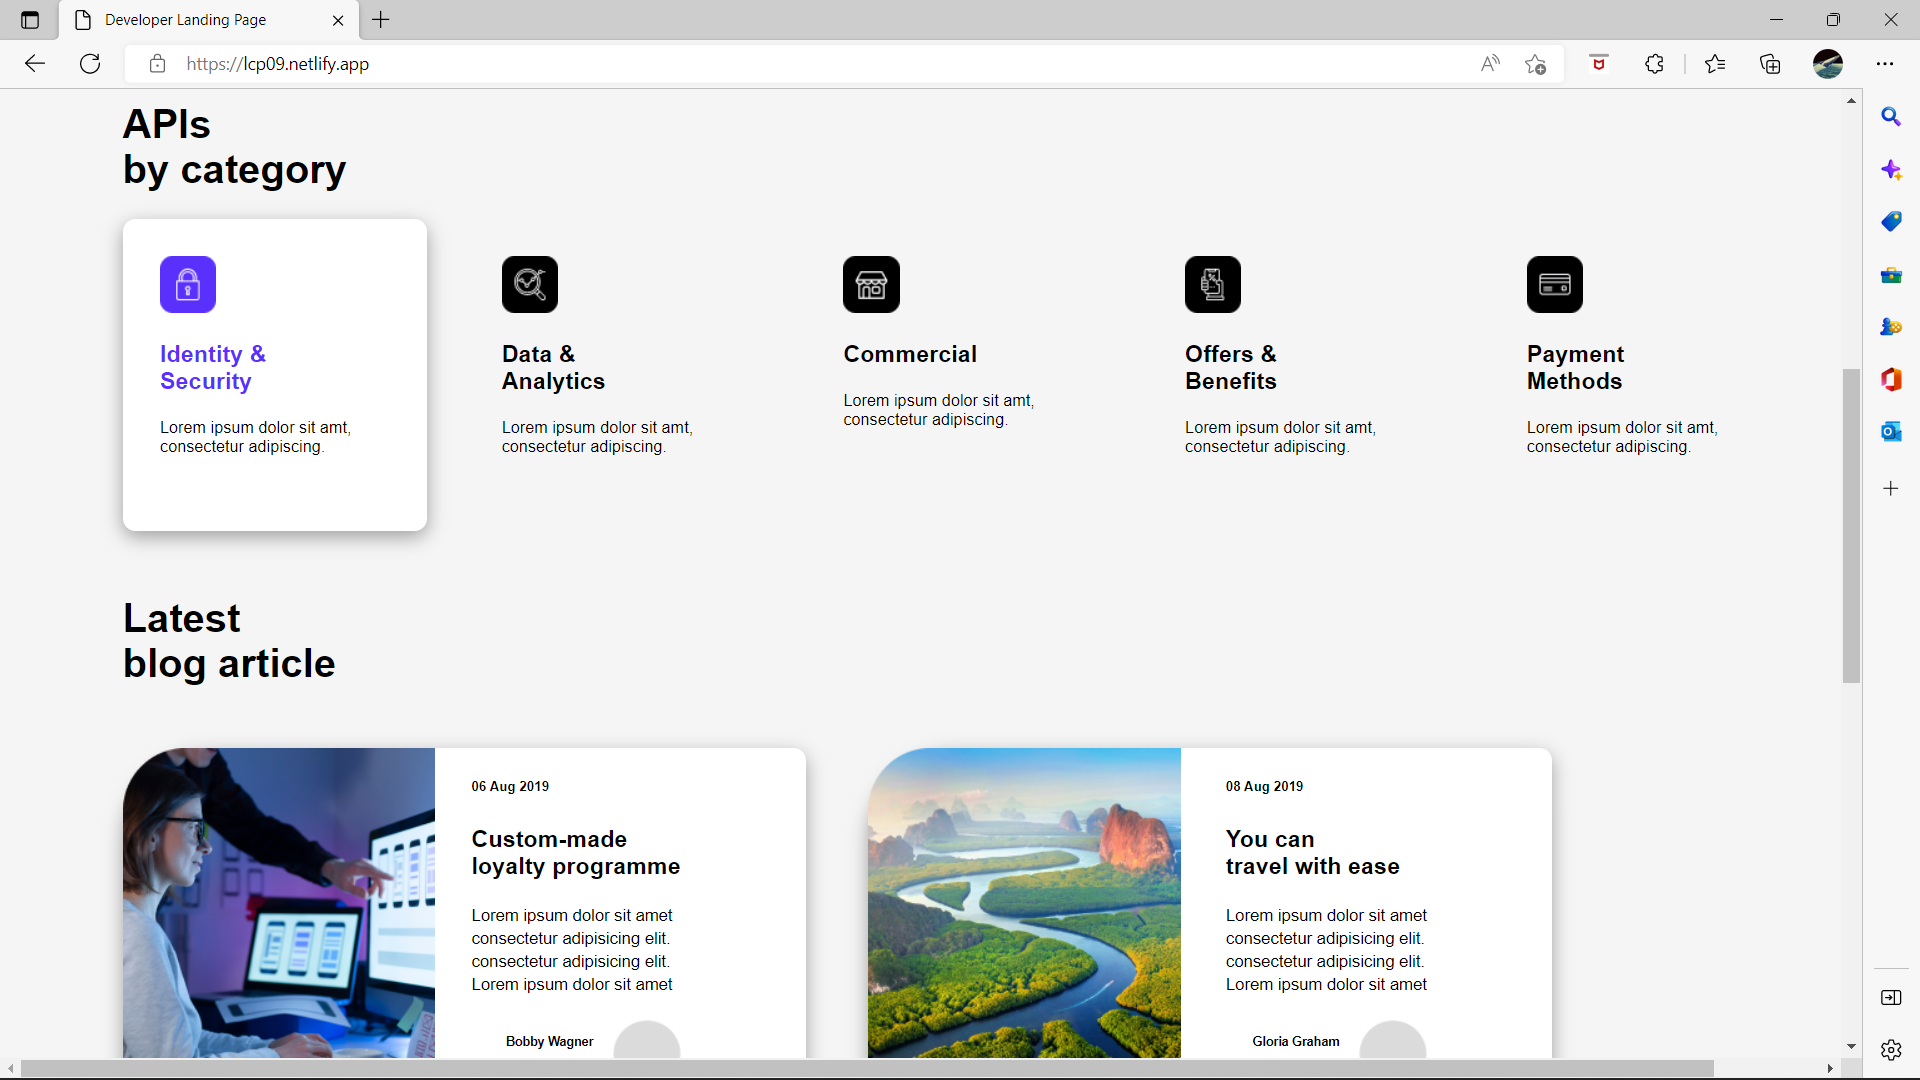 Developer Landing Page
https://lcp09.netlify.app
APIs
by category
Identity &
Security
Lorem ipsum dolor sit amt,
consectetur adipiscing.
Data &
Analytics
Lorem ipsum dolor sit amt,
consectetur adipiscing.
Commercial
Lorem ipsum dolor sit amt,
consectetur adipiscing.
Offers &
Benefits
Lorem ipsum dolor sit amt,
consectetur adipiscing.
Payment
Methods
Lorem ipsum dolor sit amt,
consectetur adipiscing.
Latest
blog article
06 Aug 2019
Custom-made
loyalty programme
Lorem ipsum dolor sit amet
consectetur adipisicing elit.
consectetur adipisicing elit.
Lorem ipsum dolor sit amet
Bobby Wagner
08 Aug 2019
You can
travel with ease
Lorem ipsum dolor sit amet
consectetur adipisicing elit.
consectetur adipisicing elit.
Lorem ipsum dolor sit amet
Gloria Graham